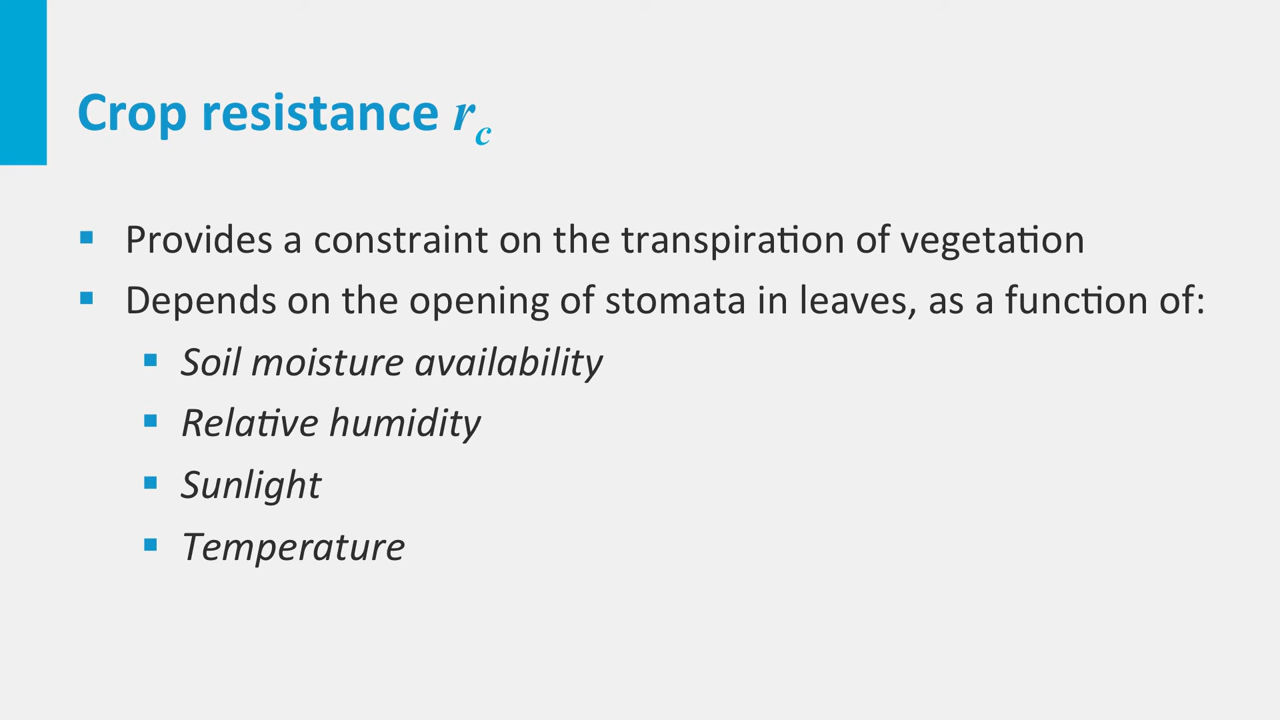 Crop resistance r_c
▪ Provides a constraint on the transpiration of vegetation
▪ Depends on the opening of stomata in leaves, as a function of:
▪ Soil moisture availability
▪ Relative humidity
▪ Sunlight
▪ Temperature